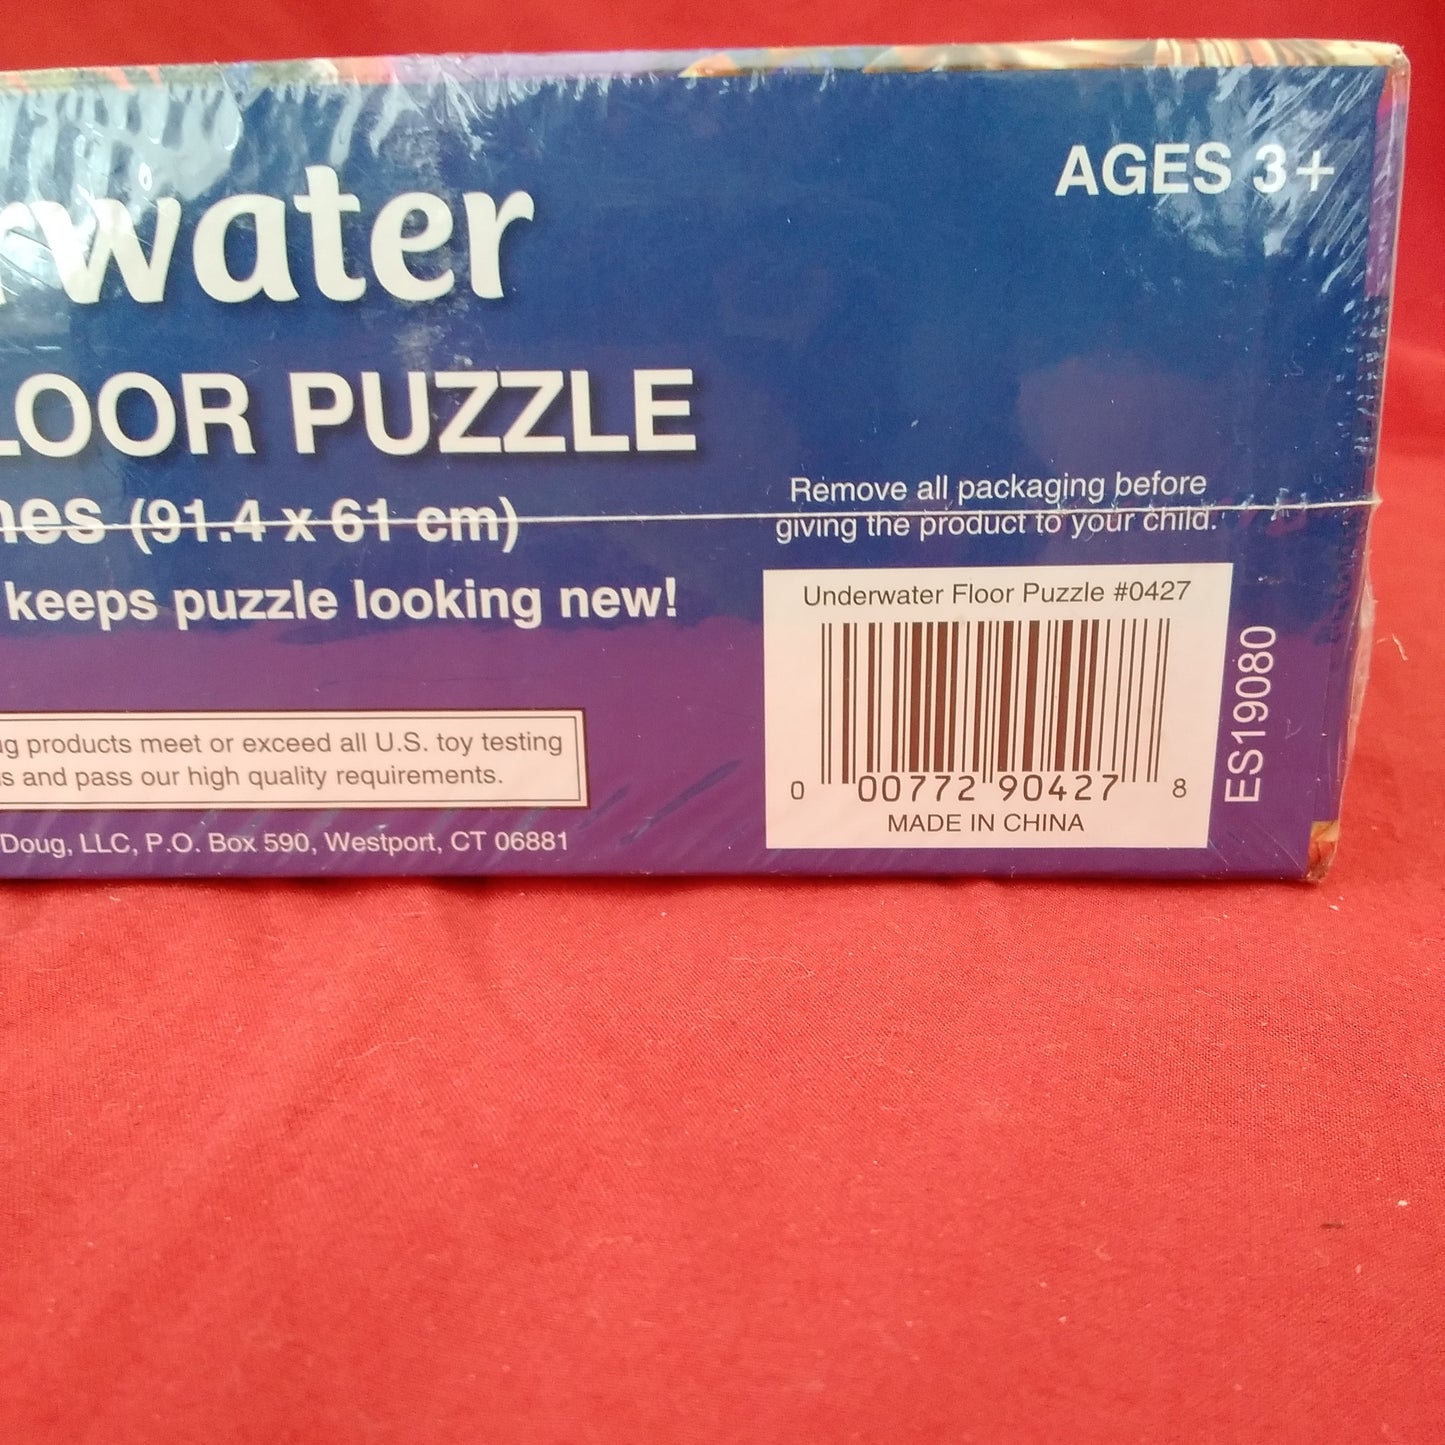 AGES 3+
rwater
LOOR PUZZLE
nes (91.4 x 61 cm)
keeps puzzle looking new!
Remove all packaging before
giving the product to your child.
Underwater Floor Puzzle #0427
0 00772 90427 8
MADE IN CHINA
ES19080
ug products meet or exceed all U.S. toy testing
s and pass our high quality requirements.
Doug, LLC, P.O. Box 590, Westport, CT 06881